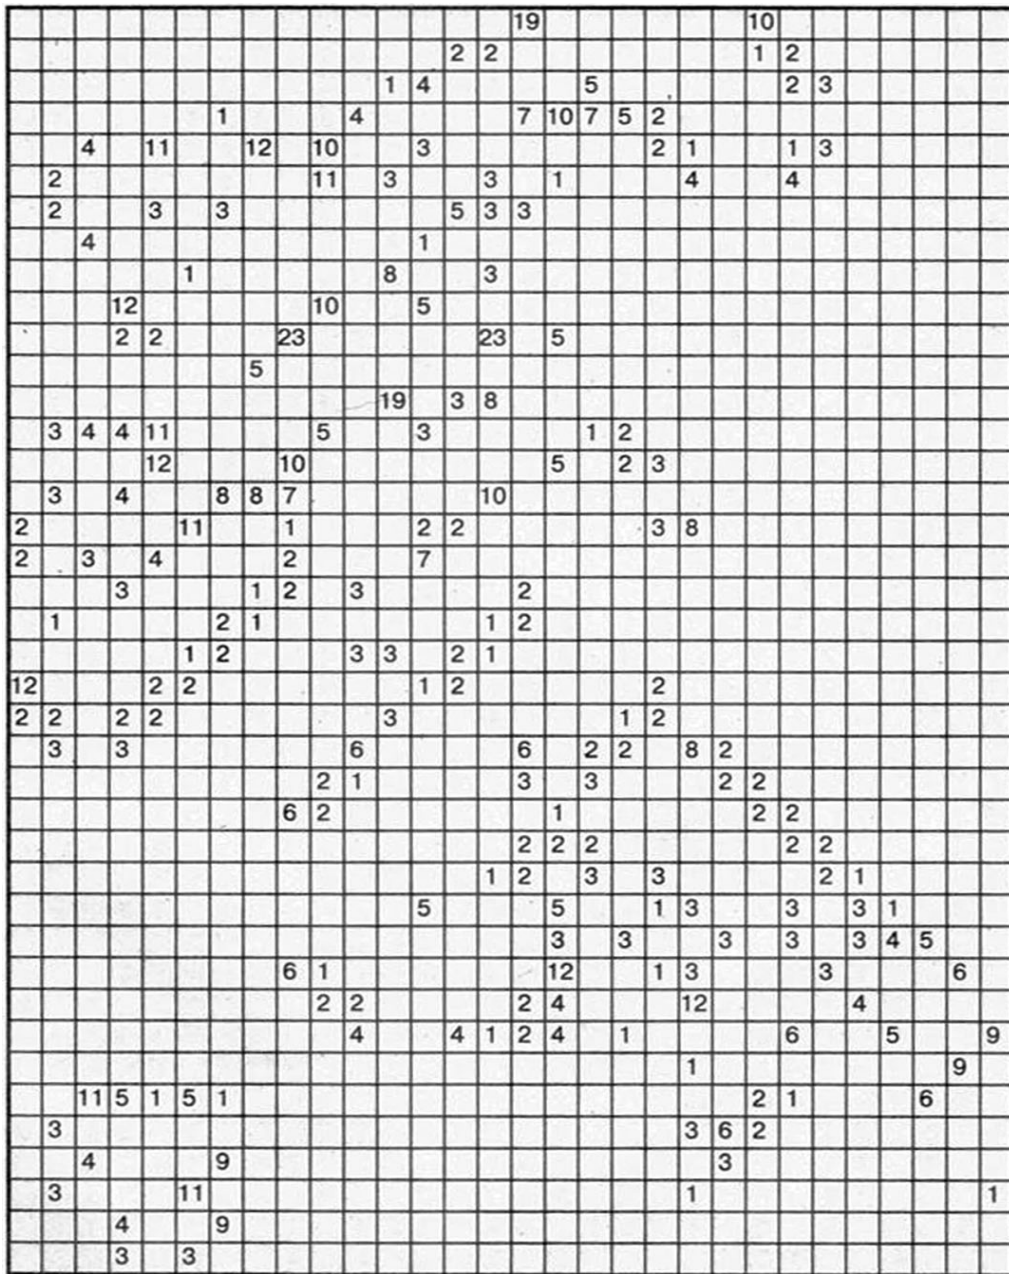 19 10
2 2 1 2
1 4 5 2 3
1 4 7 10 7 5 2
4 11 12 10 3 2 1 1 3
2 11 3 3 1 4 4
2 3 3 5 3 3
4 1
1 8 3
12 10 5
2 2 23 23 5
5
19 3 8
3 4 4 11 5 3 1 2
12 10 5 2 3
3 4 8 8 7 10
2 11 1 2 2 3 8
2 3 4 2 7
3 1 2 3 2
1 2 1 1 2
1 2 3 3 2 1
12 2 2 1 2 2
2 2 2 2 3 1 2
3 3 6 6 2 2 8 2
2 1 3 3 2 2
6 2 1 2 2
2 2 2 2 2
1 2 3 3 2 1
5 5 1 3 3 3 1
3 3 3 3 3 4 5
6 1 12 1 3 3 6
2 2 2 4 12 4
4 4 1 2 4 1 6 5 9
1 9
11 5 1 5 1 2 1 6
3 3 6 2
4 9 3
3 11 1 1
4 9
3 3